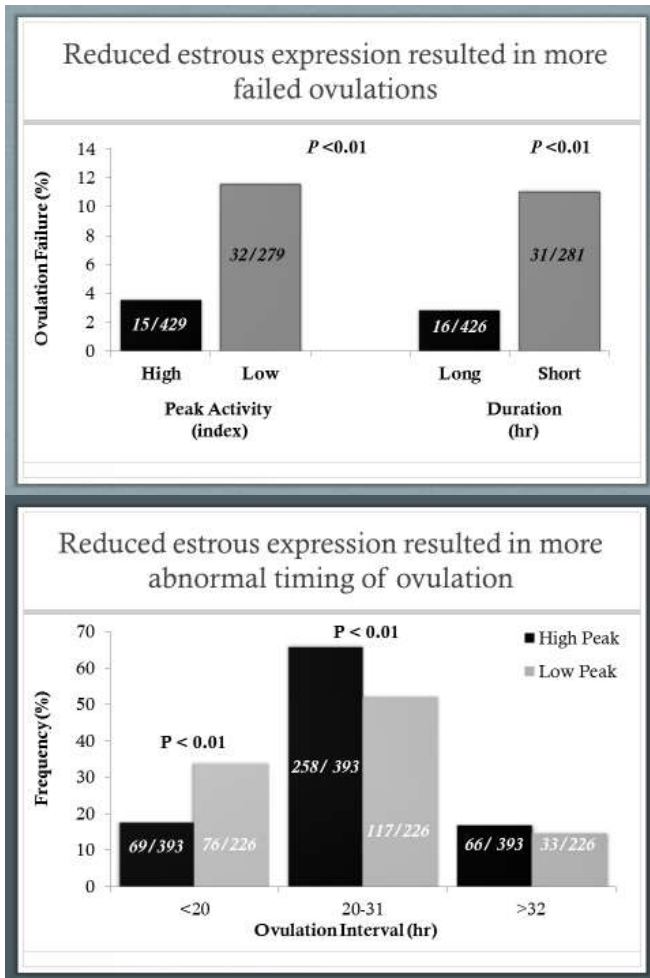 Reduced estrous expression resulted in more
failed ovulations
Ovulation Failure (%)
14
12
10
8
6
4
2
0
P <0.01
P <0.01
15/429
32/279
16/426
31/281
High
Low
Long
Short
Peak Activity
(index)
Duration
(hr)
Reduced estrous expression resulted in more
abnormal timing of ovulation
Frequency (%)
70
60
50
40
30
20
10
0
P < 0.01
P < 0.01
High Peak
Low Peak
69/393
76/226
258/ 393
117/226
66/ 393
33/226
<20
20-31
>32
Ovulation Interval (hr)